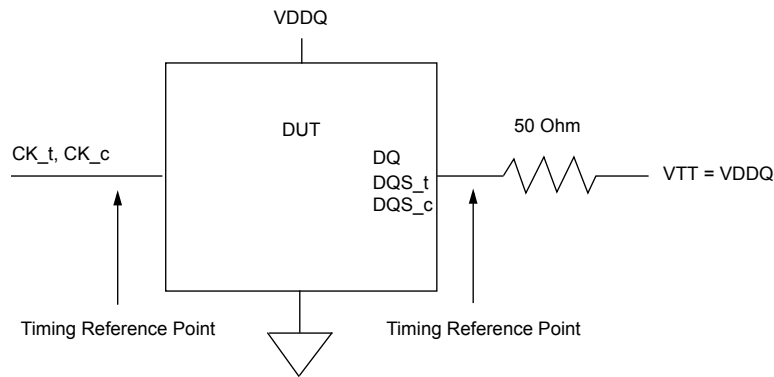 VDDQ
DUT
50 Ohm
CK_t, CK_c
DQ
DQS_t
DQS_c
VTT = VDDQ
Timing Reference Point
Timing Reference Point